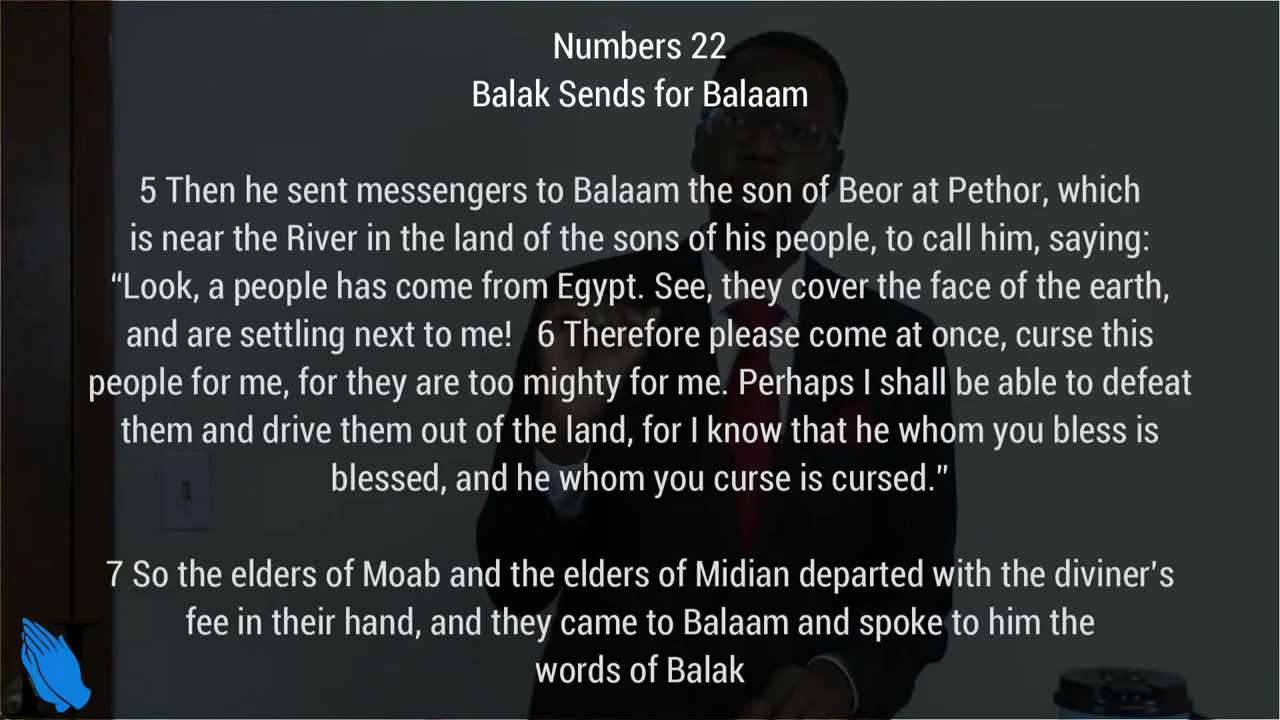 Numbers 22
Balak Sends for Balaam
5 Then he sent messengers to Balaam the son of Beor at Pethor, which
is near the River in the land of the sons of his people, to call him, saying:
“Look, a people has come from Egypt. See, they cover the face of the earth,
and are settling next to me!   6 Therefore please come at once, curse this
people for me, for they are too mighty for me. Perhaps I shall be able to defeat
them and drive them out of the land, for I know that he whom you bless is
blessed, and he whom you curse is cursed.”
7 So the elders of Moab and the elders of Midian departed with the diviner’s
fee in their hand, and they came to Balaam and spoke to him the
words of Balak